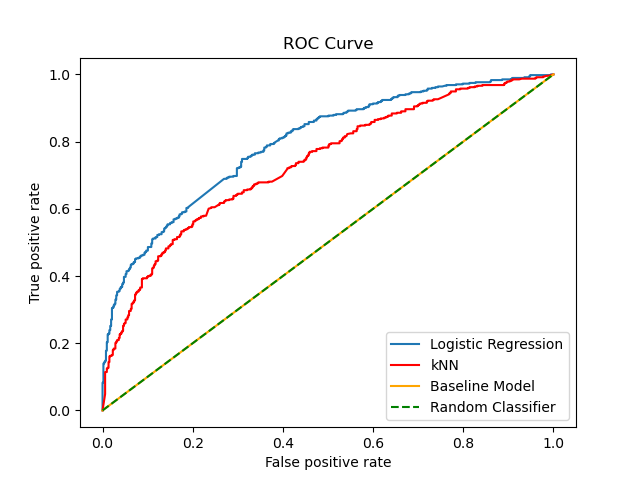 ROC Curve
True positive rate
1.0
0.8
0.6
0.4
0.2
0.0
Logistic Regression
kNN
Baseline Model
Random Classifier
0.0 0.2 0.4 0.6 0.8 1.0
False positive rate